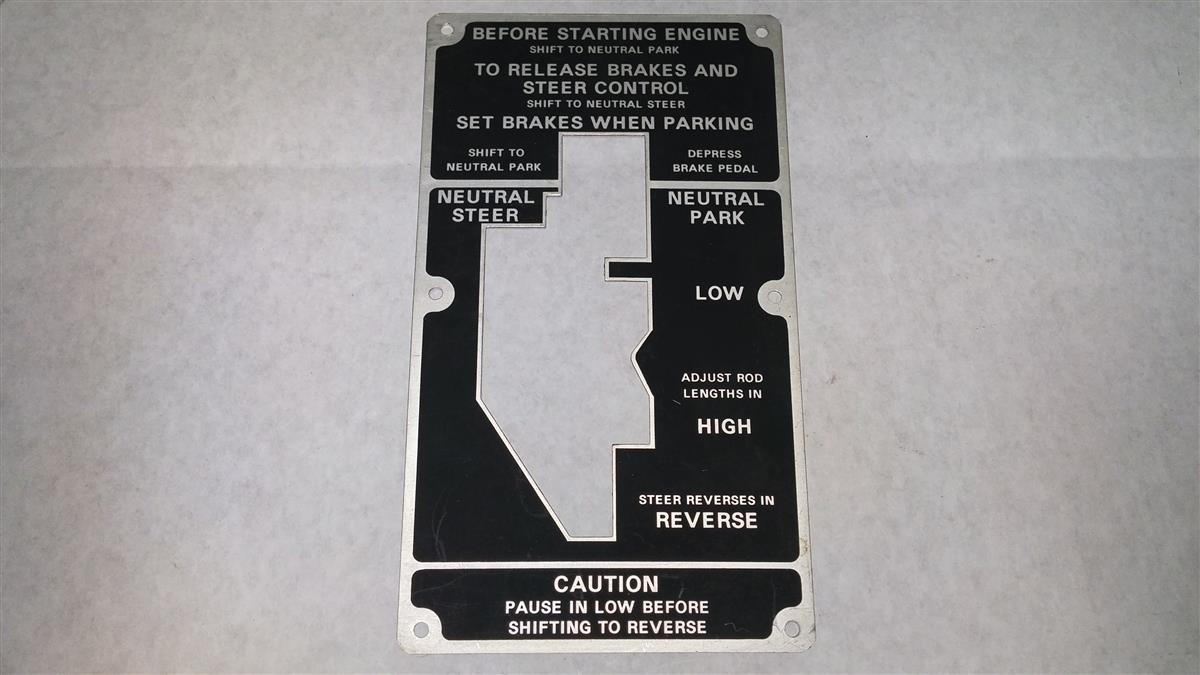 BEFORE STARTING ENGINE
SHIFT TO NEUTRAL PARK
TO RELEASE BRAKES AND
STEER CONTROL
SHIFT TO NEUTRAL STEER
SET BRAKES WHEN PARKING
SHIFT TO
NEUTRAL PARK
DEPRESS
BRAKE PEDAL
NEUTRAL
STEER
NEUTRAL
PARK
LOW
ADJUST ROD
LENGTHS IN
HIGH
STEER REVERSES IN
REVERSE
CAUTION
PAUSE IN LOW BEFORE
SHIFTING TO REVERSE